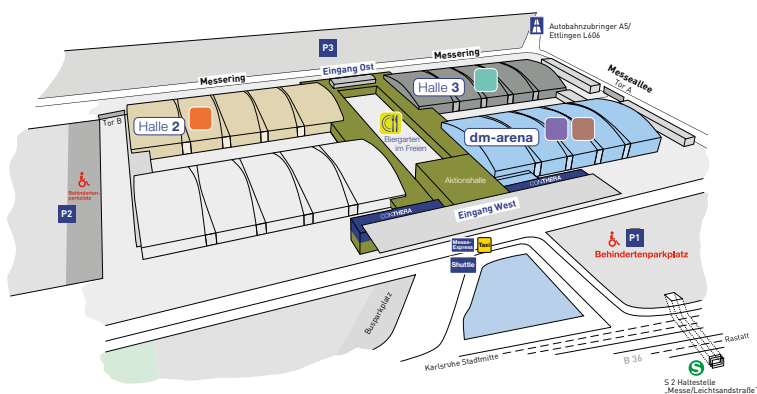 Autobahnzubringer A5/
Ettlingen L606
P3
Messering
Eingang Ost
Messering
Messeallee
Tor A
Halle 3
Halle 2
Tor B
Biergarten
im Freien
dm-arena
Aktionshalle
Behinderten-
parkplatz
P2
CONTHERA
CONTHERA
Eingang West
Messe-
Express
Taxi
Shuttle
P1
Behindertenparkplatz
Busparkplatz
Karlsruhe Stadtmitte
B 36
Rastatt
S
S 2 Haltestelle
„Messe/Leichtsandstraße"